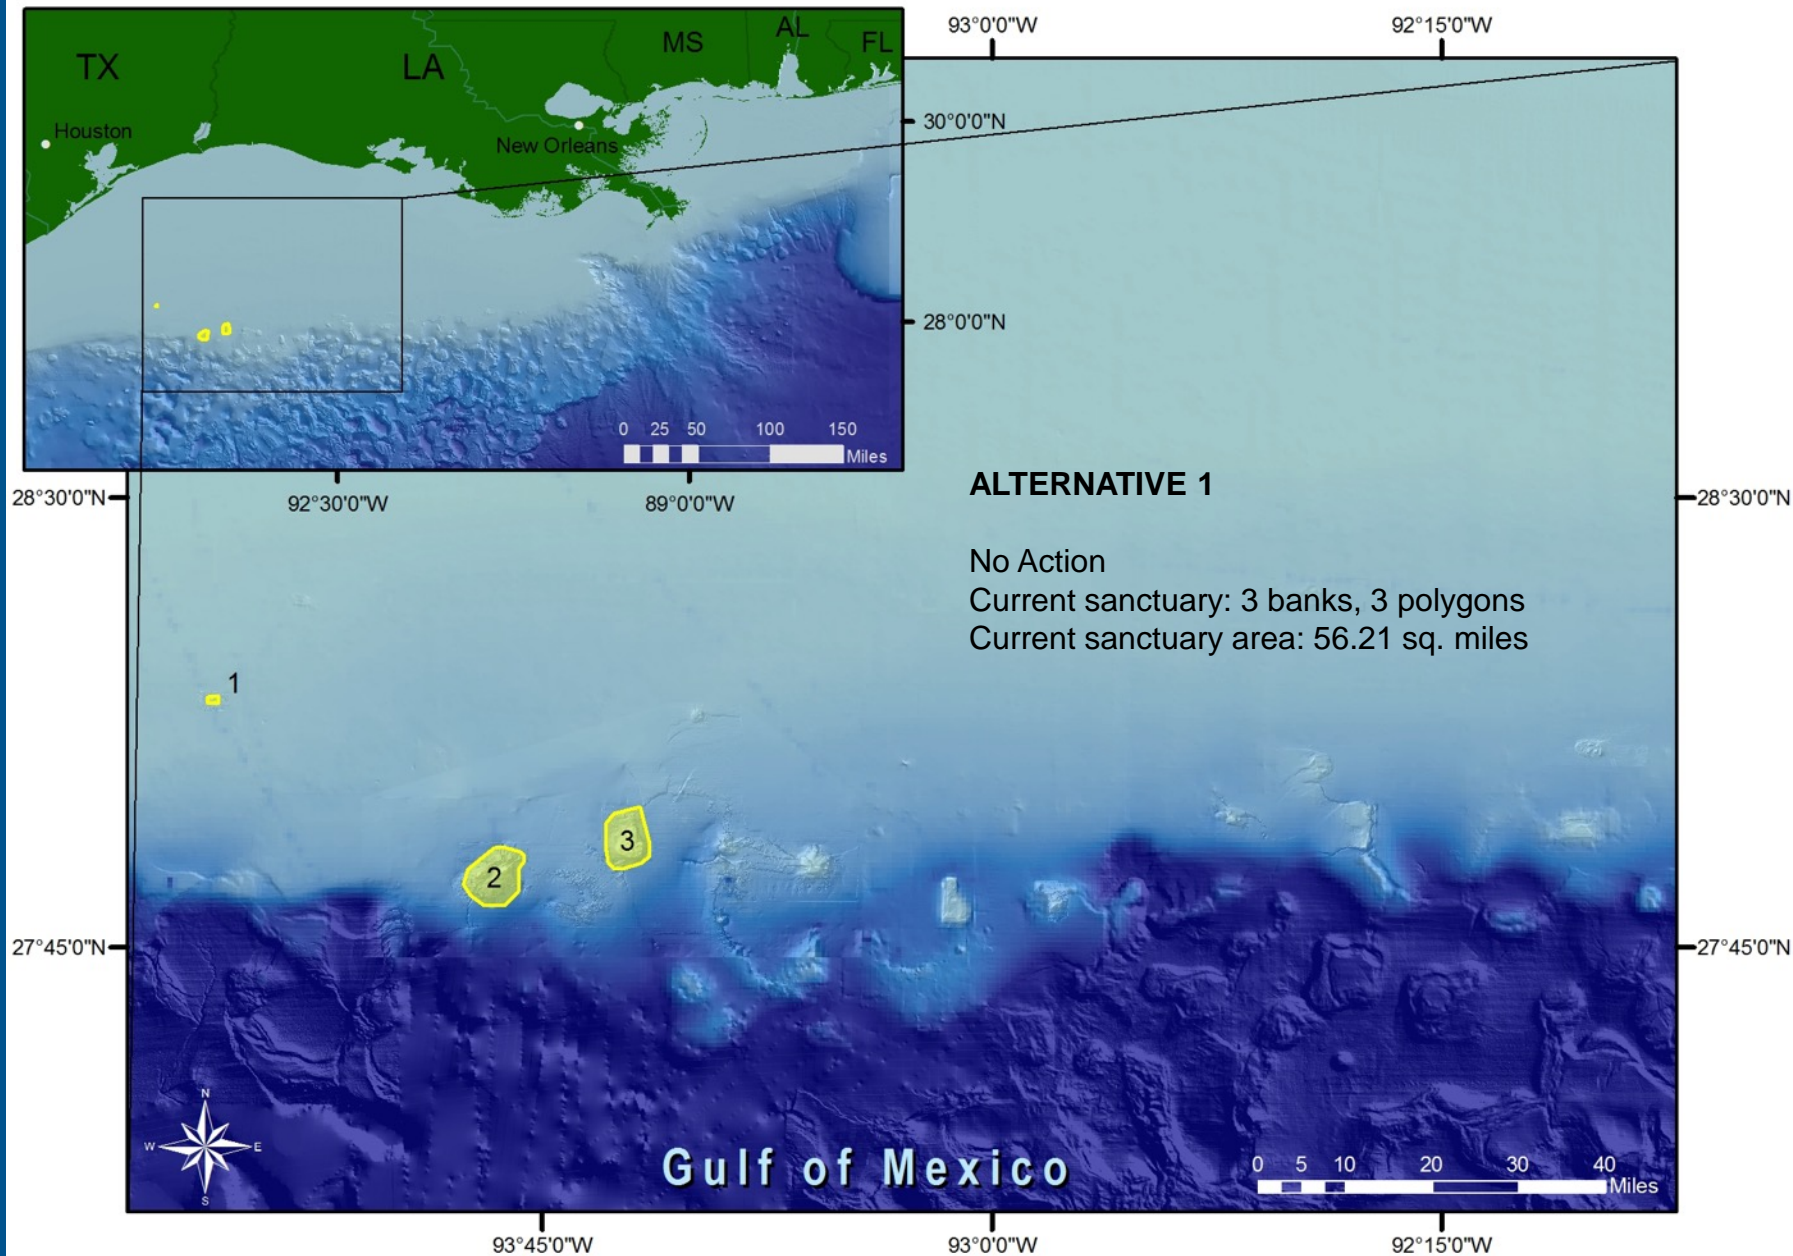 93°0'0"W
92°15'0"W
TX
LA
MS
AL
FL
Houston
New Orleans
30°0'0"N
28°0'0"N
0 25 50 100 150
Miles
92°30'0"W
89°0'0"W
28°30'0"N
28°30'0"N
ALTERNATIVE 1
No Action
Current sanctuary: 3 banks, 3 polygons
Current sanctuary area: 56.21 sq. miles
1
3
2
27°45'0"N
27°45'0"N
N
W
E
S
Gulf of Mexico
0 5 10 20 30 40
Miles
93°45'0"W
93°0'0"W
92°15'0"W